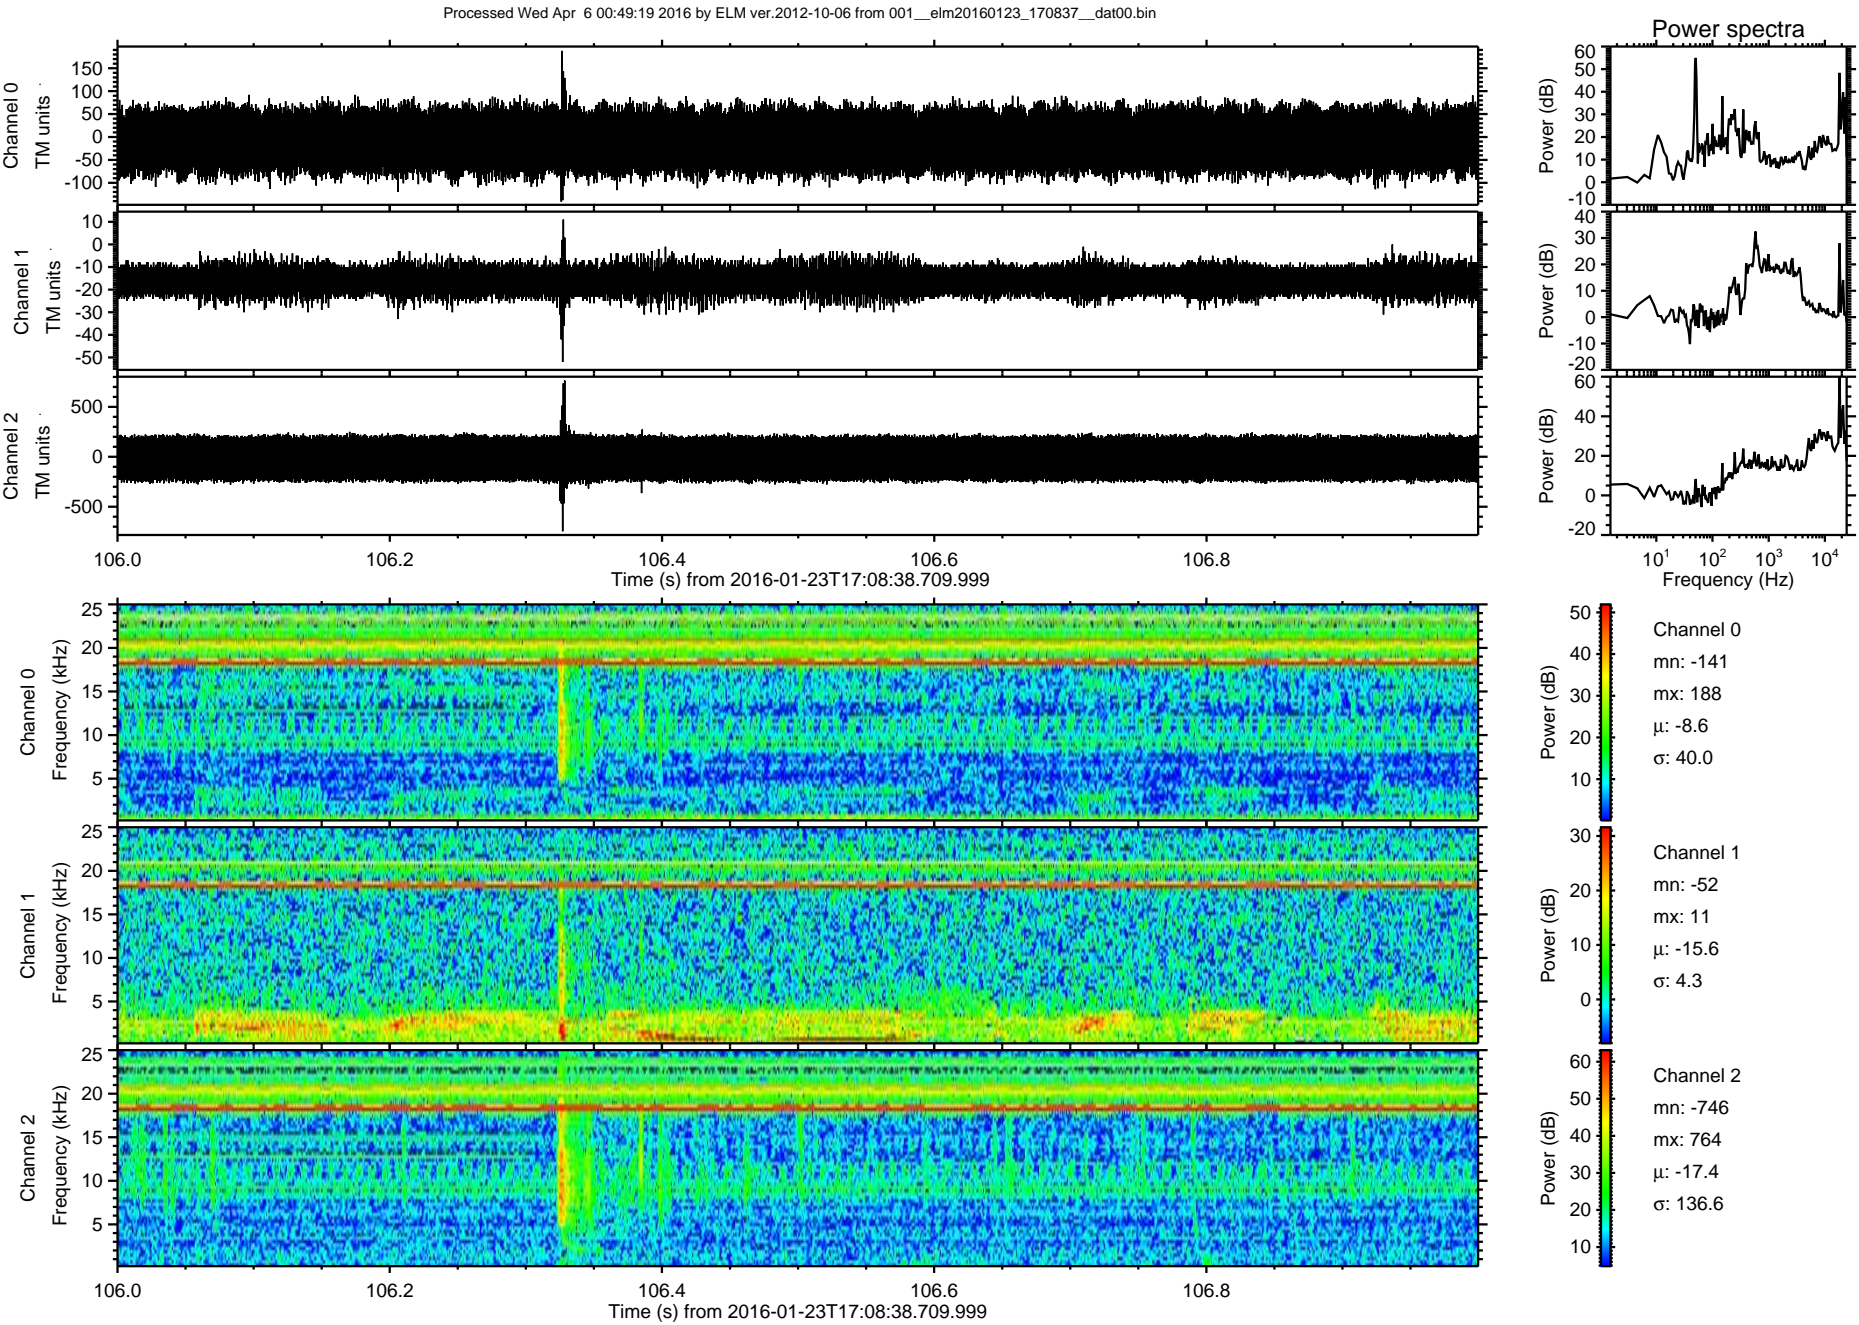 Processed Wed Apr  6 00:49:19 2016 by ELM ver.2012-10-06 from 001__elm20160123_170837__dat00.bin
Power spectra
Channel 0
TM units
150
100
50
0
-50
-100
Power (dB)
60
50
40
30
20
10
0
-10
Channel 1
TM units
10
0
-10
-20
-30
-40
-50
Power (dB)
40
30
20
10
0
-10
-20
Channel 2
TM units
500
0
-500
Power (dB)
60
40
20
0
-20
106.0 106.2 106.4 106.6 106.8
Time (s) from 2016-01-23T17:08:38.709.999
10^1 10^2 10^3 10^4
Frequency (Hz)
Channel 0
Frequency (kHz)
25
20
15
10
5
Power (dB)
50
40
30
20
10
Channel 0
mn: -141
mx: 188
μ: -8.6
σ: 40.0
Channel 1
Frequency (kHz)
25
20
15
10
5
Power (dB)
30
20
10
0
Channel 1
mn: -52
mx: 11
μ: -15.6
σ: 4.3
Channel 2
Frequency (kHz)
25
20
15
10
5
Power (dB)
60
50
40
30
20
10
Channel 2
mn: -746
mx: 764
μ: -17.4
σ: 136.6
106.0 106.2 106.4 106.6 106.8
Time (s) from 2016-01-23T17:08:38.709.999